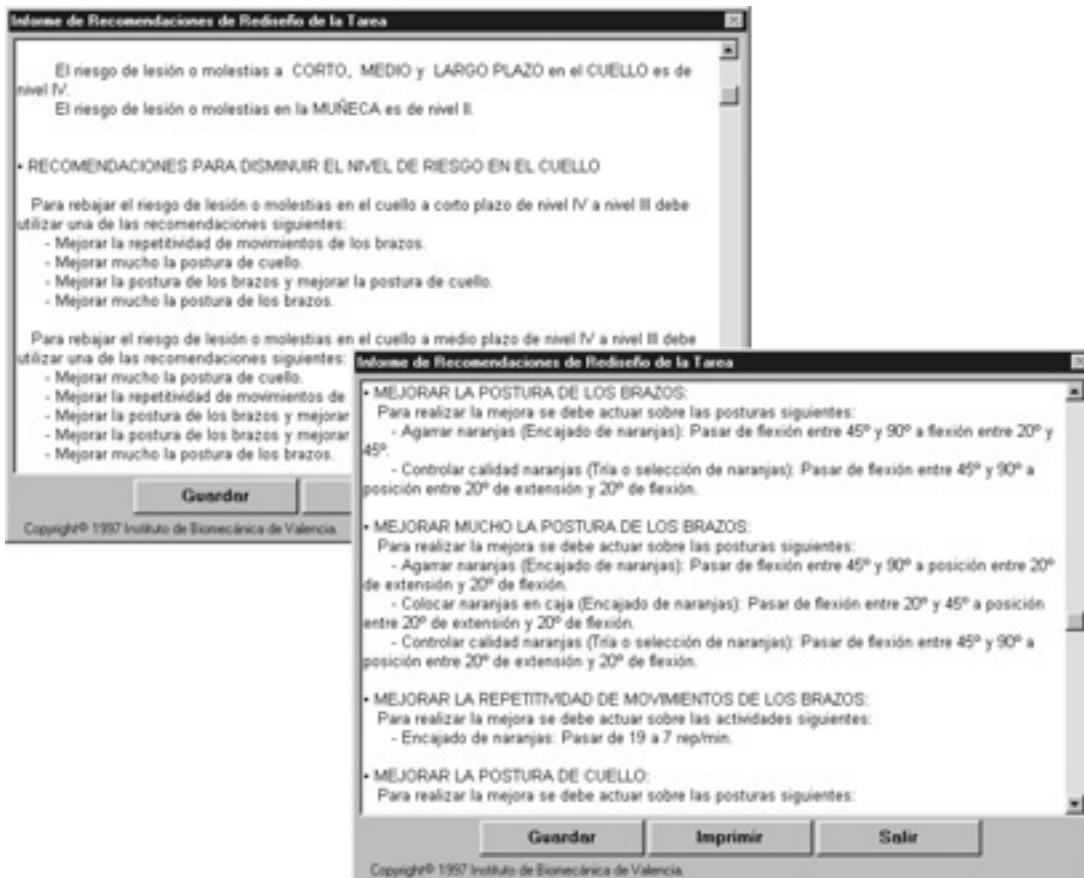 Informe de Recomendaciones de Rediseño de la Tarea
El riesgo de lesión o molestias a CORTO, MEDIO y LARGO PLAZO en el CUELLO es de
nivel IV.
El riesgo de lesión o molestias en la MUÑECA es de nivel II.
• RECOMENDACIONES PARA DISMINUIR EL NIVEL DE RIESGO EN EL CUELLO
Para rebajar el riesgo de lesión o molestias en el cuello a corto plazo de nivel IV a nivel III debe
utilizar una de las recomendaciones siguientes:
- Mejorar la repetitividad de movimientos de los brazos.
- Mejorar mucho la postura de cuello.
- Mejorar la postura de los brazos y mejorar la postura de cuello.
- Mejorar mucho la postura de los brazos.
Para rebajar el riesgo de lesión o molestias en el cuello a medio plazo de nivel IV a nivel III debe
utilizar una de las recomendaciones siguientes:
- Mejorar mucho la postura de cuello.
- Mejorar la repetitividad de movimientos de
- Mejorar la postura de los brazos y mejorar
- Mejorar la postura de los brazos y mejorar
- Mejorar mucho la postura de los brazos.
Guardar
Copyright© 1997 Instituto de Biomecánica de Valencia.
Informe de Recomendaciones de Rediseño de la Tarea
• MEJORAR LA POSTURA DE LOS BRAZOS:
Para realizar la mejora se debe actuar sobre las posturas siguientes:
- Agarrar naranjas (Encajado de naranjas): Pasar de flexión entre 45º y 90º a flexión entre 20º y
45º.
- Controlar calidad naranjas (Tría o selección de naranjas): Pasar de flexión entre 45º y 90º a
posición entre 20º de extensión y 20º de flexión.
• MEJORAR MUCHO LA POSTURA DE LOS BRAZOS:
Para realizar la mejora se debe actuar sobre las posturas siguientes:
- Agarrar naranjas (Encajado de naranjas): Pasar de flexión entre 45º y 90º a posición entre 20º
de extensión y 20º de flexión.
- Colocar naranjas en caja (Encajado de naranjas): Pasar de flexión entre 20º y 45º a posición
entre 20º de extensión y 20º de flexión.
- Controlar calidad naranjas (Tría o selección de naranjas): Pasar de flexión entre 45º y 90º a
posición entre 20º de extensión y 20º de flexión.
• MEJORAR LA REPETITIVIDAD DE MOVIMIENTOS DE LOS BRAZOS:
Para realizar la mejora se debe actuar sobre las actividades siguientes:
- Encajado de naranjas: Pasar de 19 a 7 rep/min.
• MEJORAR LA POSTURA DE CUELLO:
Para realizar la mejora se debe actuar sobre las posturas siguientes:
Guardar Imprimir Salir
Copyright© 1997 Instituto de Biomecánica de Valencia.